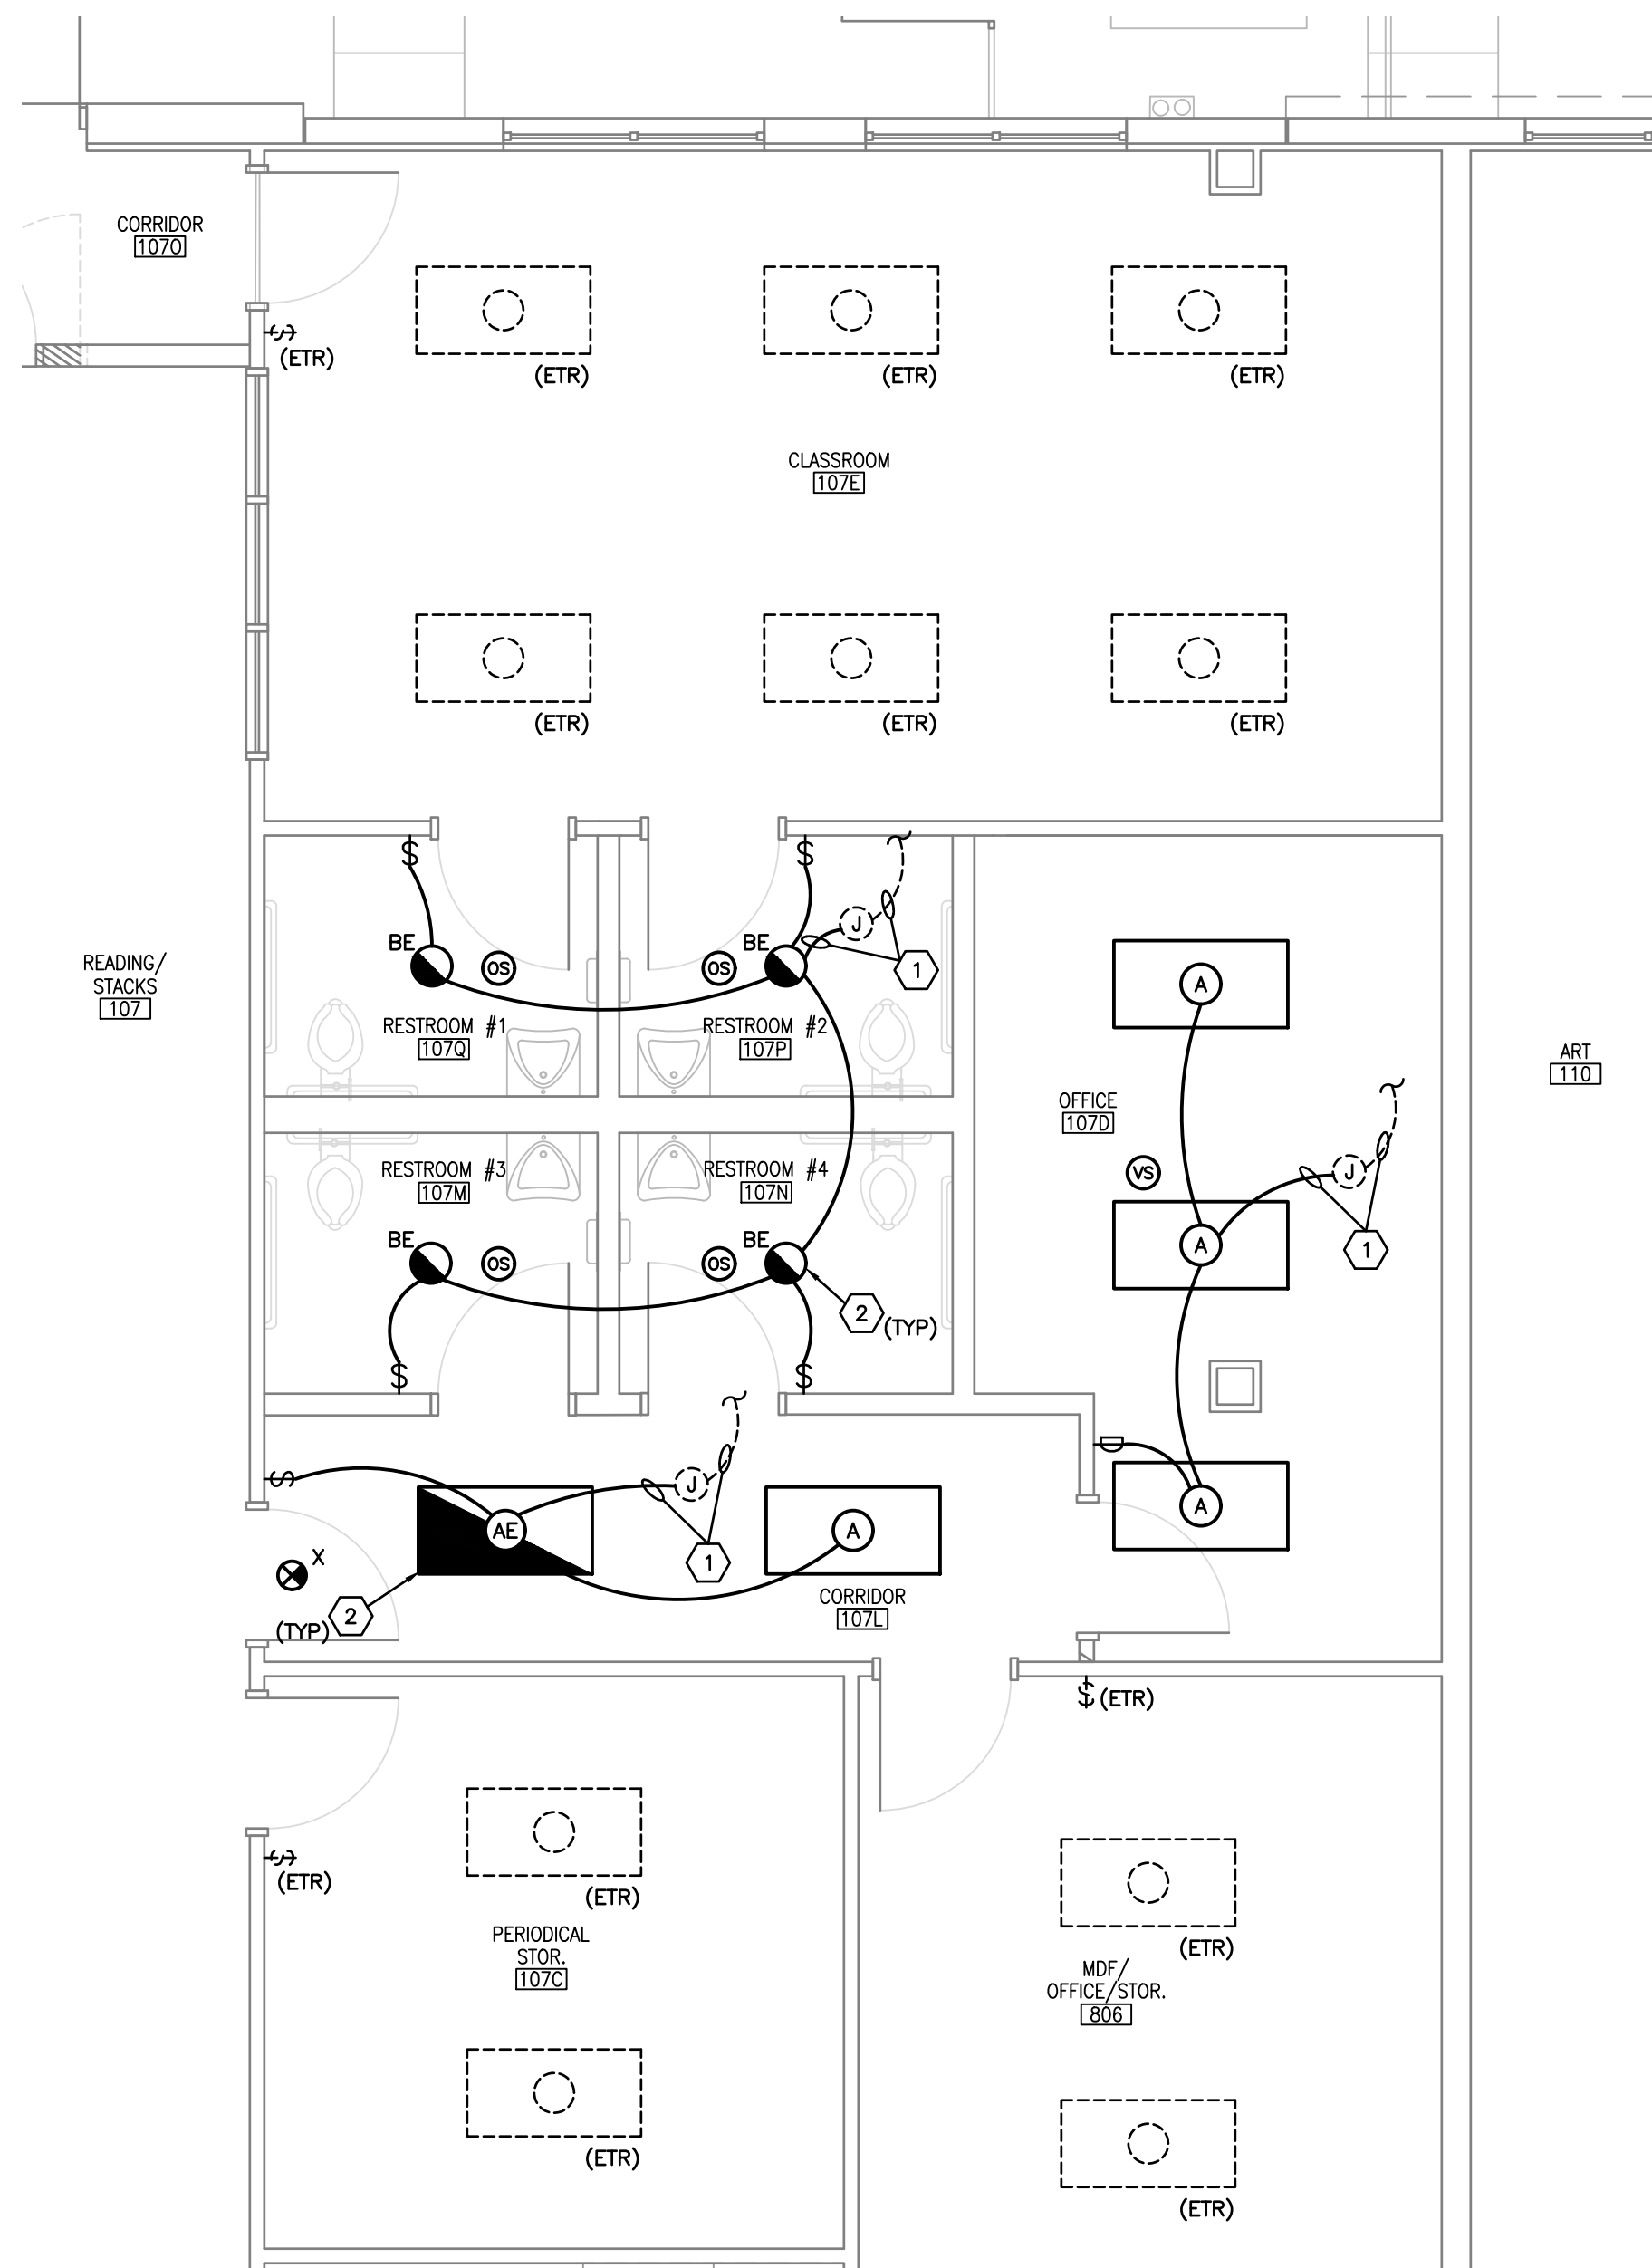 CORRIDOR
1070
$
(ETR)
(ETR)
(ETR)
(ETR)
CLASSROOM
107E
(ETR)
(ETR)
(ETR)
$
$
J
BE
OS
OS
BE
1
READING/
STACKS
107
RESTROOM #1
107Q
RESTROOM #2
107P
A
OFFICE
107D
ART
110
RESTROOM #3
107M
RESTROOM #4
107N
VS
J
BE
OS
OS
BE
A
1
2
(TYP)
$
$
$
J
AE
A
A
1
X
2
(TYP)
CORRIDOR
107L
$
(ETR)
$
(ETR)
(ETR)
PERIODICAL
STOR.
107C
(ETR)
MDF/
OFFICE/STOR.
806
(ETR)
(ETR)